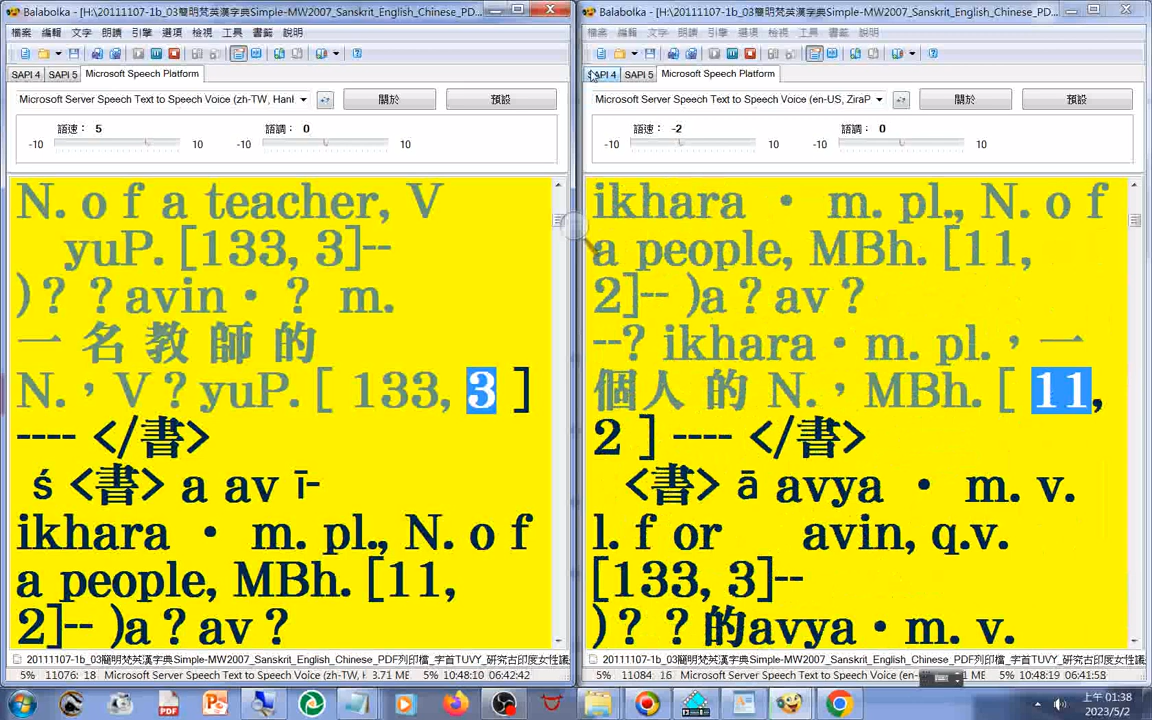 Balabolka - [H:\20111107-1b_03簡明梵英漢字典Simple-MW2007_Sanskrit_English_Chinese_PD...
檔案 編輯 文字 朗讀 引擎 選項 檢視 工具 書籤 說明
SAPI 4 SAPI 5 Microsoft Speech Platform
Microsoft Server Speech Text to Speech Voice (zh-TW, HanI
關於
預設
語速： 5
語調： 0
-10 10 -10 10
N. o f a teacher, V
yuP. [133, 3]--
)？？avin‧？ m.
一 名 教 師 的
N.，V？yuP. [ 133, 3 ]
---- </書>
ś <書> a av ī-
ikhara ‧ m. pl., N. o f
a people, MBh. [11,
2]-- )a？av？
20111107-1b_03簡明梵英漢字典Simple-MW2007_Sanskrit_English_Chinese_PDF列印檔_字首TUVY_研究古印度女性議
5% 11076: 18 Microsoft Server Speech Text to Speech Voice (zh-TW, H 3.71 ME 5% 10:48:10 06:42:42
Balabolka - [H:\20111107-1b_03簡明梵英漢字典Simple-MW2007_Sanskrit_English_Chinese_PD...
檔案 編輯 文字 朗讀 引擎 選項 檢視 工具 書籤 說明
SAPI 4 SAPI 5 Microsoft Speech Platform
Microsoft Server Speech Text to Speech Voice (en-US, ZiraP
關於
預設
語速： -2
語調： 0
-10 10 -10 10
ikhara ‧ m. pl., N. o f
a people, MBh. [11,
2]-- )a？av？
--? ikhara‧m. pl.，一
個人 的 N.，MBh. [ 11,
2 ] ---- </書>
<書> ā avya ‧ m. v.
l. f or avin, q.v.
[133, 3]--
)？？的avya‧m. v.
20111107-1b_03簡明梵英漢字典Simple-MW2007_Sanskrit_English_Chinese_PDF列印檔_字首TUVY_研究古印度女性議
5% 11084: 16 Microsoft Server Speech Text to Speech Voice (en-us ME 5% 10:48:19 06:41:58
上午 01:38
2023/5/2